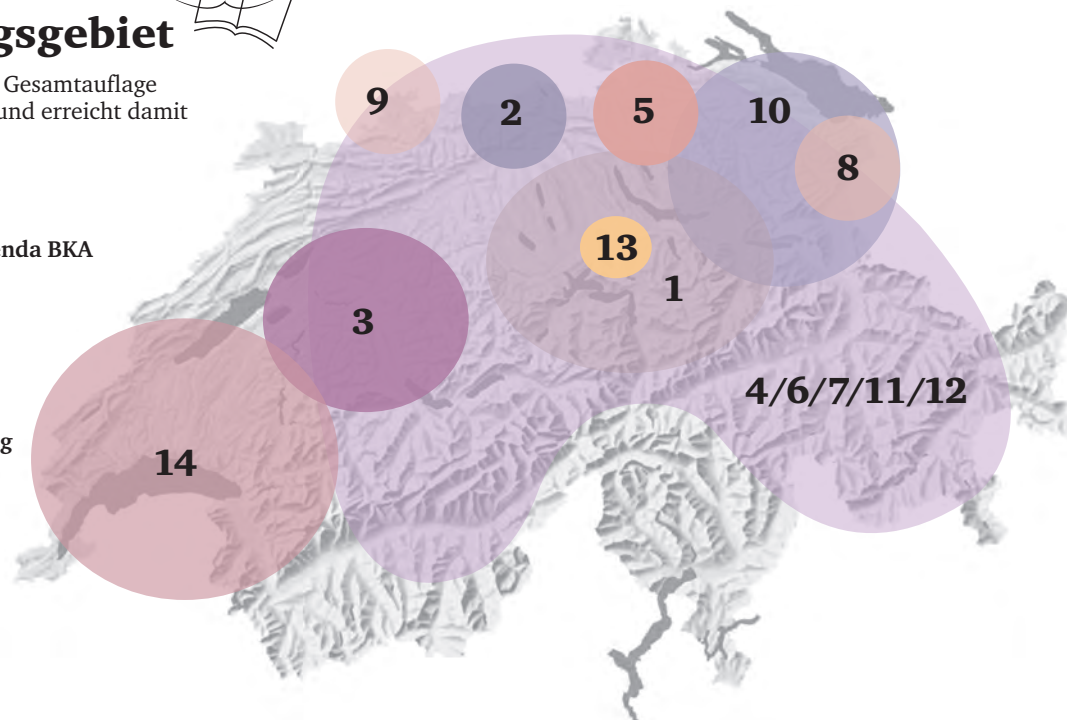 gsgebiet
Gesamtauflage
und erreicht damit
9
2
5
10
8
enda BKA
13
1
3
4/6/7/11/12
g
14